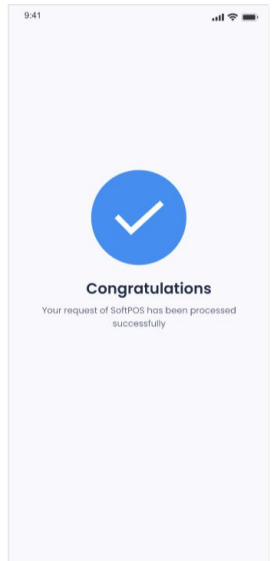 9:41
Congratulations
Your request of SoftPOS has been processed
successfully